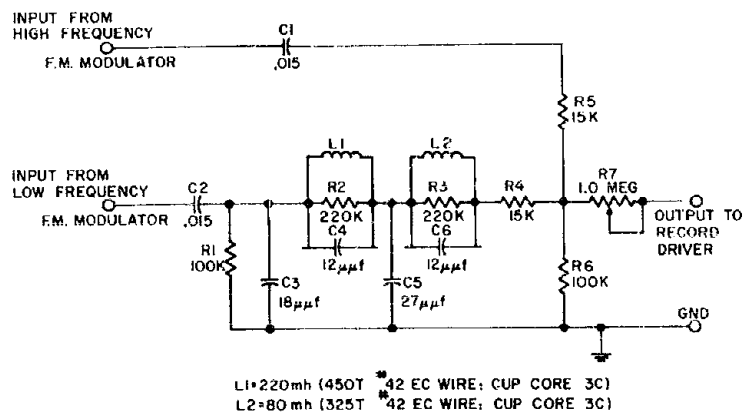 INPUT FROM
HIGH FREQUENCY
F.M. MODULATOR
C1
.015
R5
15K
INPUT FROM
LOW FREQUENCY
F.M. MODULATOR
C2
.015
R1
100K
C3
18μμf
L1
R2
220K
C4
12μμf
C5
27μμf
L2
R3
220K
C6
12μμf
R4
15K
R7
1.0 MEG
OUTPUT TO
RECORD
DRIVER
R6
100K
GND
L1=220mh (450T #42 EC WIRE; CUP CORE 3C)
L2=80mh (325T #42 EC WIRE; CUP CORE 3C)